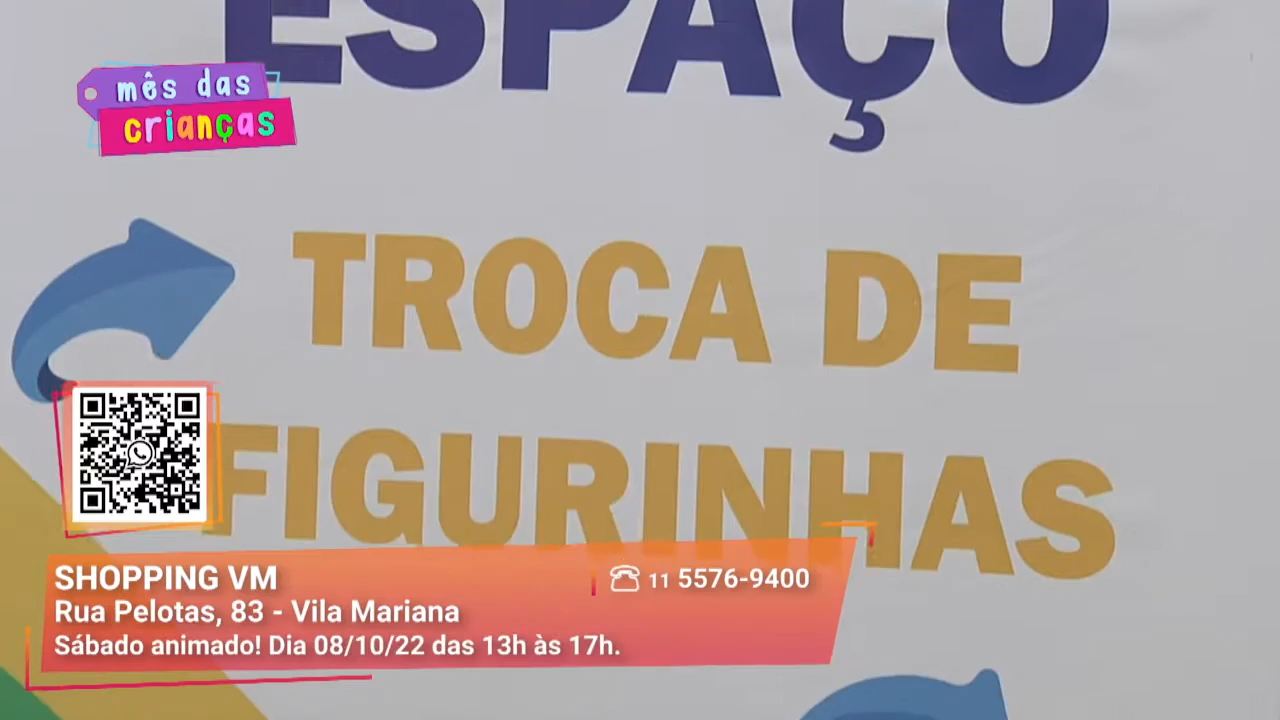 ESPAÇO
mês das
crianças
TROCA DE
FIGURINHAS
SHOPPING VM
11 5576-9400
Rua Pelotas, 83 - Vila Mariana
Sábado animado! Dia 08/10/22 das 13h às 17h.